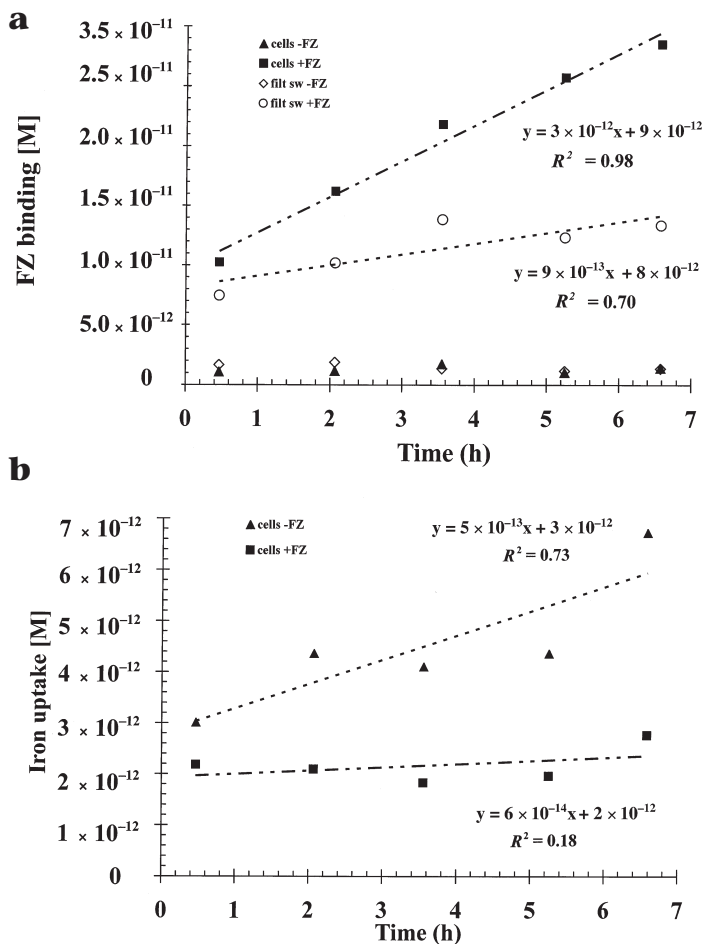 a
FZ binding [M]
3.5 × 10⁻¹¹
2.5 × 10⁻¹¹
2.0 × 10⁻¹¹
1.5 × 10⁻¹¹
1.0 × 10⁻¹¹
5.0 × 10⁻¹²
0
cells -FZ
cells +FZ
filt sw -FZ
filt sw +FZ
y = 3 × 10⁻¹²x + 9 × 10⁻¹²
R² = 0.98
y = 9 × 10⁻¹³x + 8 × 10⁻¹²
R² = 0.70
0 1 2 3 4 5 6 7
Time (h)
b
Iron uptake [M]
7 × 10⁻¹²
6 × 10⁻¹²
5 × 10⁻¹²
4 × 10⁻¹²
3 × 10⁻¹²
2 × 10⁻¹²
1 × 10⁻¹²
0
cells -FZ
cells +FZ
y = 5 × 10⁻¹³x + 3 × 10⁻¹²
R² = 0.73
y = 6 × 10⁻¹⁴x + 2 × 10⁻¹²
R² = 0.18
0 1 2 3 4 5 6 7
Time (h)